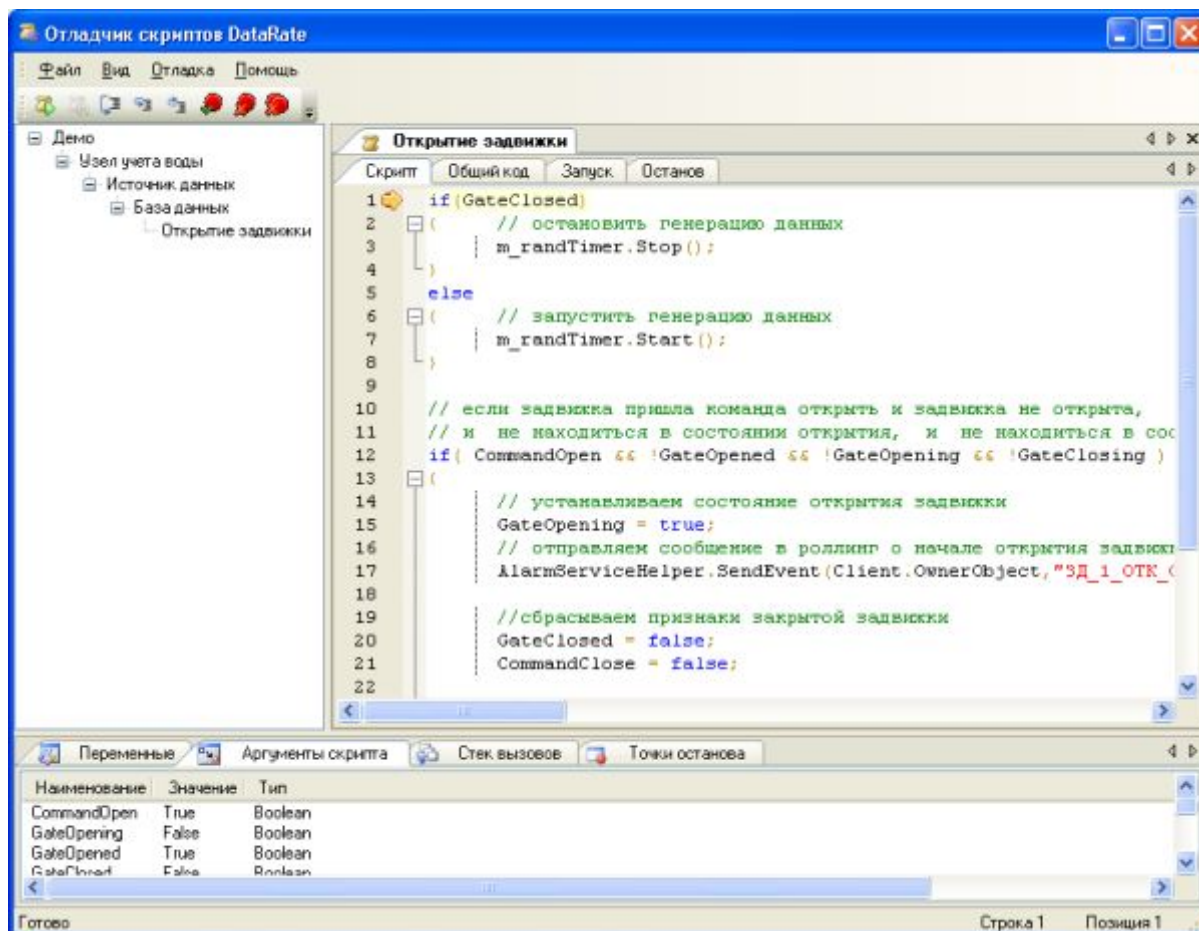 Отладчик скриптов DataRate
Файл Вид Отладка Помощь
Демо
Узел учета воды
Источник данных
База данных
Открытие задвижки
Открытие задвижки
Скрипт Общий код Запуск Останов
1 if(GateClosed)
2 { // остановить генерацию данных
3 m_randTimer.Stop();
4 }
5 else
6 { // запустить генерацию данных
7 m_randTimer.Start();
8 }
9
10 // если задвижка пришла команда открыть и задвижка не открыта,
11 // и не находиться в состоянии открытия, и не находиться в сос
12 if( CommandOpen && !GateOpened && !GateOpening && !GateClosing )
13 {
14 // устанавливаем состояние открытия задвижки
15 GateOpening = true;
16 // отправляем сообщение в роллинг о начале открытия задвижк
17 AlarmServiceHelper.SendEvent(Client.OwnerObject,"ЗД_1_ОТК_
18
19 //сбрасываем признаки закрытой задвижки
20 GateClosed = false;
21 CommandClose = false;
22
Переменные Аргументы скрипта Стек вызовов Точки останова
Наименование Значение Тип
CommandOpen True Boolean
GateOpening False Boolean
GateOpened True Boolean
GateClosed False Boolean
Готово Строка 1 Позиция 1